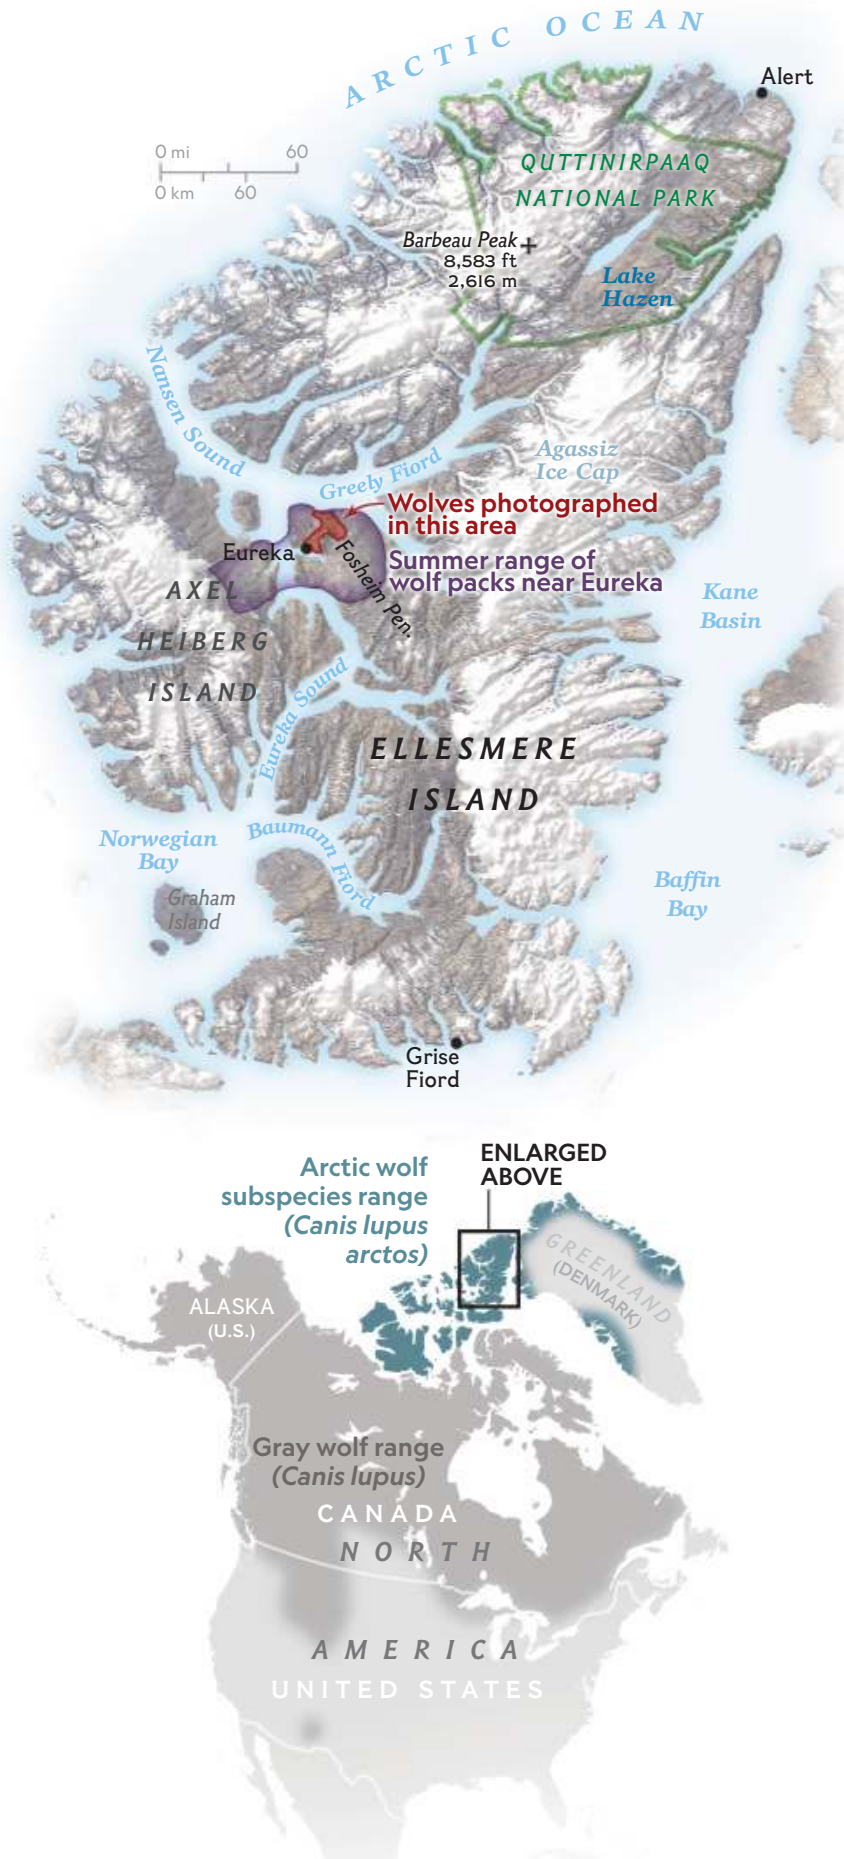 ARCTIC OCEAN
Alert
0 mi 60
0 km 60
QUTTINIRPAAQ
NATIONAL PARK
Barbeau Peak
8,583 ft
2,616 m
Lake
Hazen
Nansen Sound
Greely Fiord
Agassiz
Ice Cap
Wolves photographed
in this area
Eureka
Fosheim Pen.
Summer range of
wolf packs near Eureka
AXEL
HEIBERG
ISLAND
Kane
Basin
Eureka Sound
ELLESMERE
ISLAND
Norwegian
Bay
Baumann Fiord
Graham
Island
Baffin
Bay
Grise
Fiord
Arctic wolf
subspecies range
(Canis lupus
arctos)
ENLARGED
ABOVE
GREENLAND
(DENMARK)
ALASKA
(U.S.)
Gray wolf range
(Canis lupus)
CANADA
NORTH
AMERICA
UNITED STATES